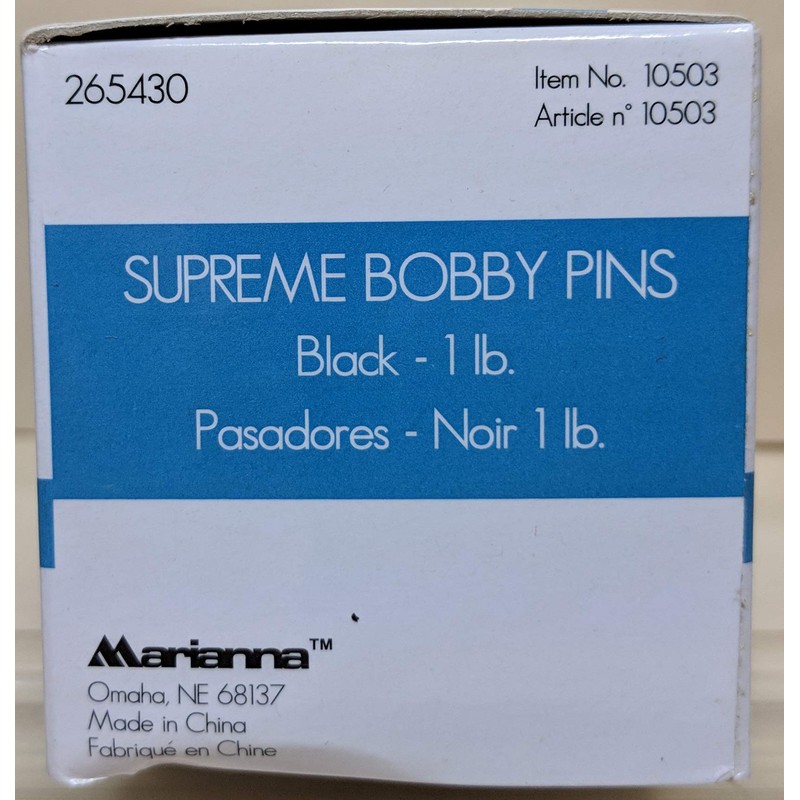 265430
Item No. 10503
Article n° 10503
SUPREME BOBBY PINS
Black - 1 lb.
Pasadores - Noir 1 lb.
Marianna™
Omaha, NE 68137
Made in China
Fabriqué en Chine